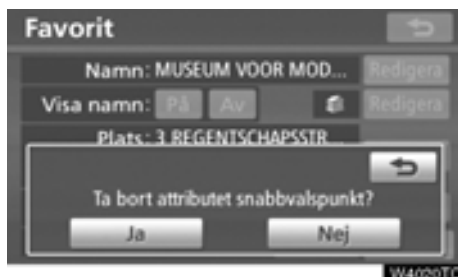 Favorit
Namn: MUSEUM VOOR MOD... Redigera
Visa namn: På Av Redigera
Plats: 3 REGENTSCHAPSSTR...
Ta bort attributet snabbvalspunkt?
Ja Nej
W4020TC